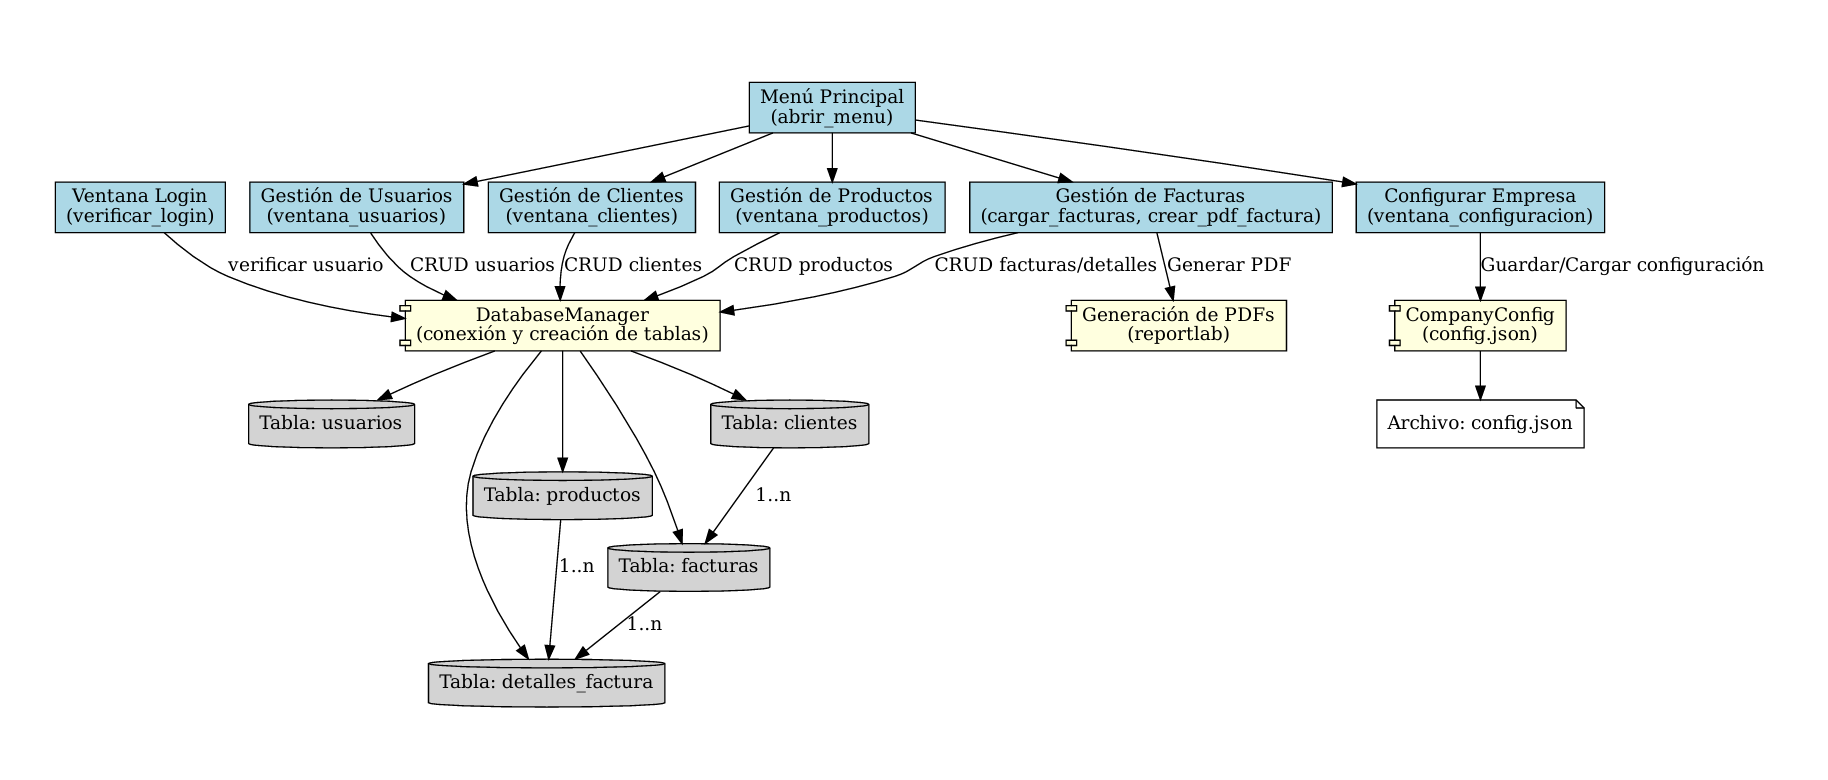 Menú Principal
(abrir_menu)
Ventana Login
(verificar_login)
Gestión de Usuarios
(ventana_usuarios)
Gestión de Clientes
(ventana_clientes)
Gestión de Productos
(ventana_productos)
Gestión de Facturas
(cargar_facturas, crear_pdf_factura)
Configurar Empresa
(ventana_configuracion)
verificar usuario
CRUD usuarios
CRUD clientes
CRUD productos
CRUD facturas/detalles
Generar PDF
Guardar/Cargar configuración
DatabaseManager
(conexión y creación de tablas)
Generación de PDFs
(reportlab)
CompanyConfig
(config.json)
Tabla: usuarios
Tabla: clientes
Archivo: config.json
Tabla: productos
1..n
1..n
Tabla: facturas
1..n
Tabla: detalles_factura